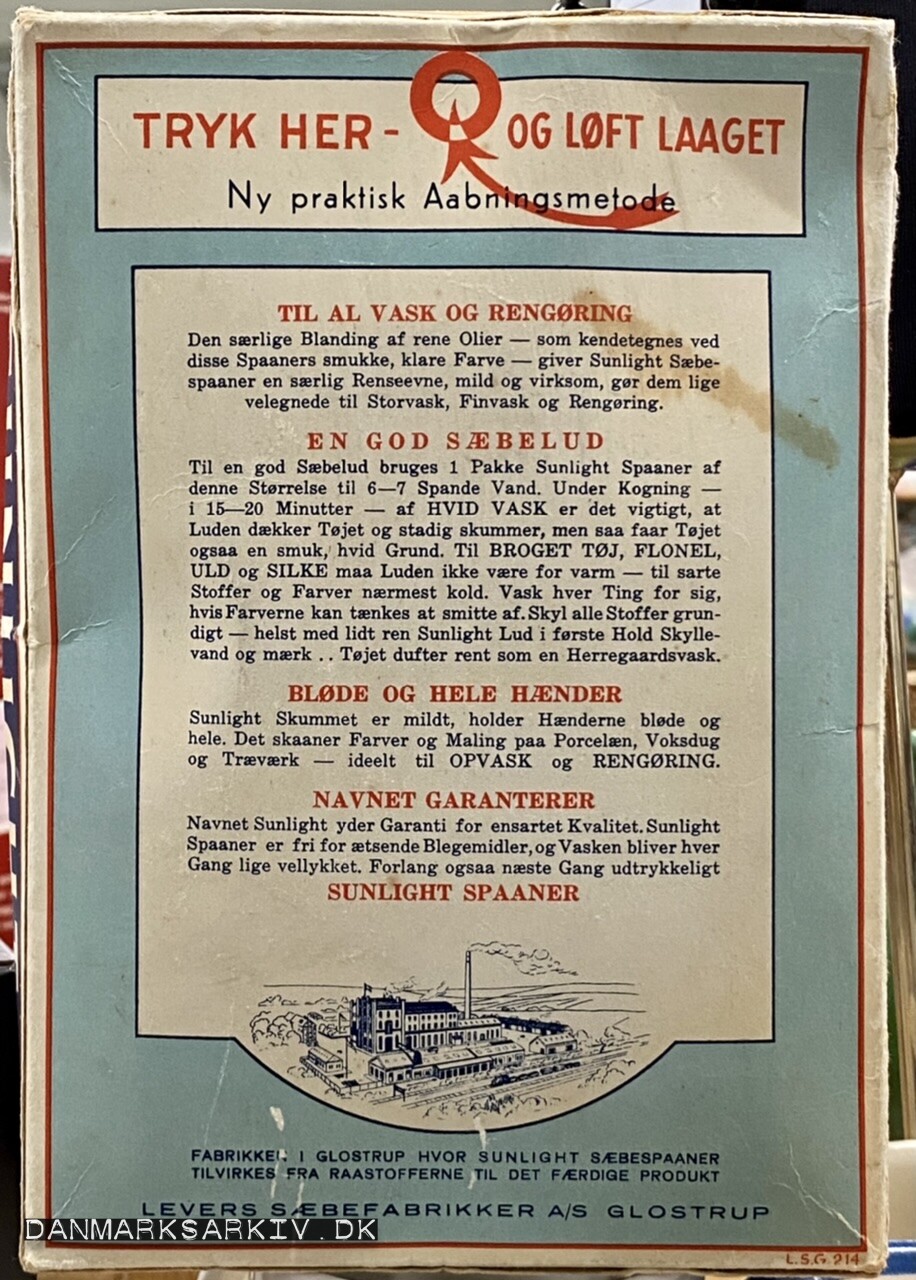 TRYK HER - OG LØFT LAAGET
Ny praktisk Aabningsmetode
TIL AL VASK OG RENGØRING
Den særlige Blanding af rene Olier — som kendetegnes ved
disse Spaaners smukke, klare Farve — giver Sunlight Sæbe-
spaaner en særlig Renseevne, mild og virksom, gør dem lige
velegnede til Storvask, Finvask og Rengøring.
EN GOD SÆBELUD
Til en god Sæbelud bruges 1 Pakke Sunlight Spaaner af
denne Størrelse til 6—7 Spande Vand. Under Kogning —
i 15—20 Minutter — af HVID VASK er det vigtigt, at
Luden dækker Tøjet og stadig skummer, men saa faar Tøjet
ogsaa en smuk, hvid Grund. Til BROGET TØJ, FLONEL,
ULD og SILKE maa Luden ikke være for varm — til sarte
Stoffer og Farver nærmest kold. Vask hver Ting for sig,
hvis Farverne kan tænkes at smitte af. Skyl alle Stoffer grun-
digt — helst med lidt ren Sunlight Lud i første Hold Skylle-
vand og mærk . . Tøjet dufter rent som en Herregaardsvask.
BLØDE OG HELE HÆNDER
Sunlight Skummet er mildt, holder Hænderne bløde og
hele. Det skaaner Farver og Maling paa Porcelæn, Voksdug
og Træværk — ideelt til OPVASK og RENGØRING.
NAVNET GARANTERER
Navnet Sunlight yder Garanti for ensartet Kvalitet. Sunlight
Spaaner er fri for ætsende Blegemidler, og Vasken bliver hver
Gang lige vellykket. Forlang ogsaa næste Gang udtrykkeligt
SUNLIGHT SPAANER
FABRIKKEN I GLOSTRUP HVOR SUNLIGHT SÆBESPAANER
TILVIRKES FRA RAASTOFFERNE TIL DET FÆRDIGE PRODUKT
LEVERS SÆBEFABRIKKER A/S GLOSTRUP
DANMARKSARKIV.DK
L.S.G. 214